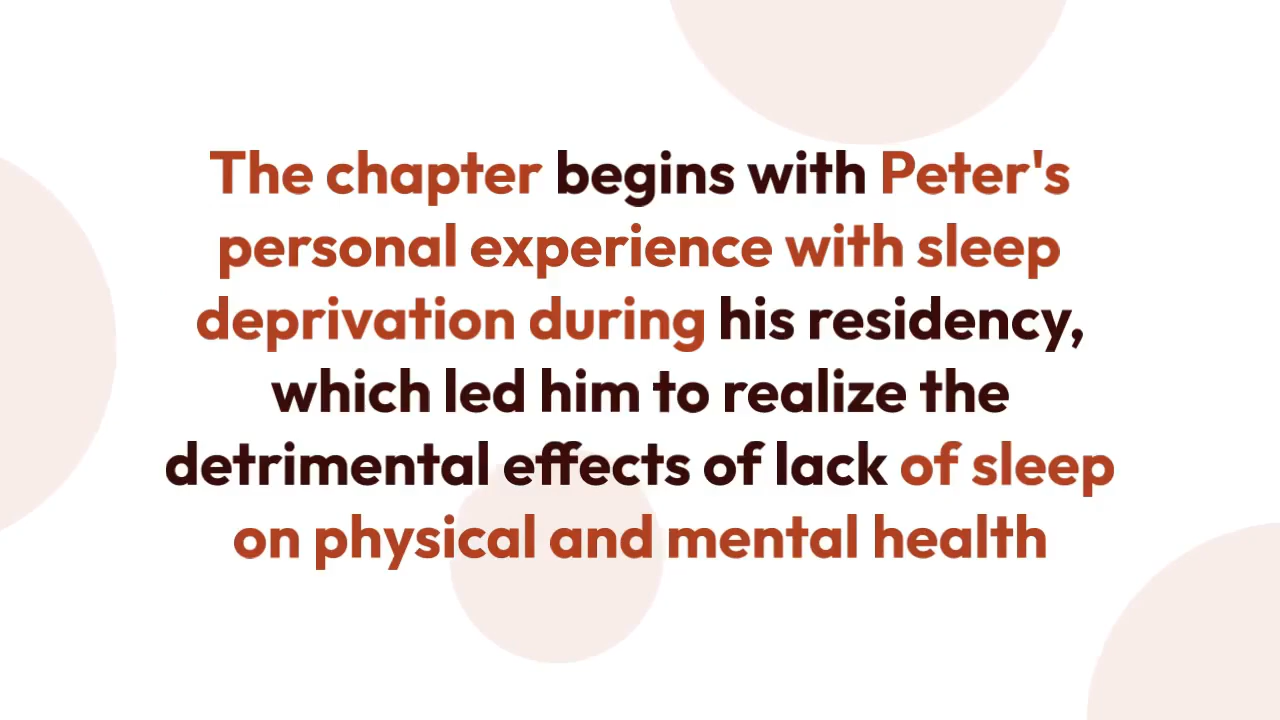 The chapter begins with Peter's
personal experience with sleep
deprivation during his residency,
which led him to realize the
detrimental effects of lack of sleep
on physical and mental health